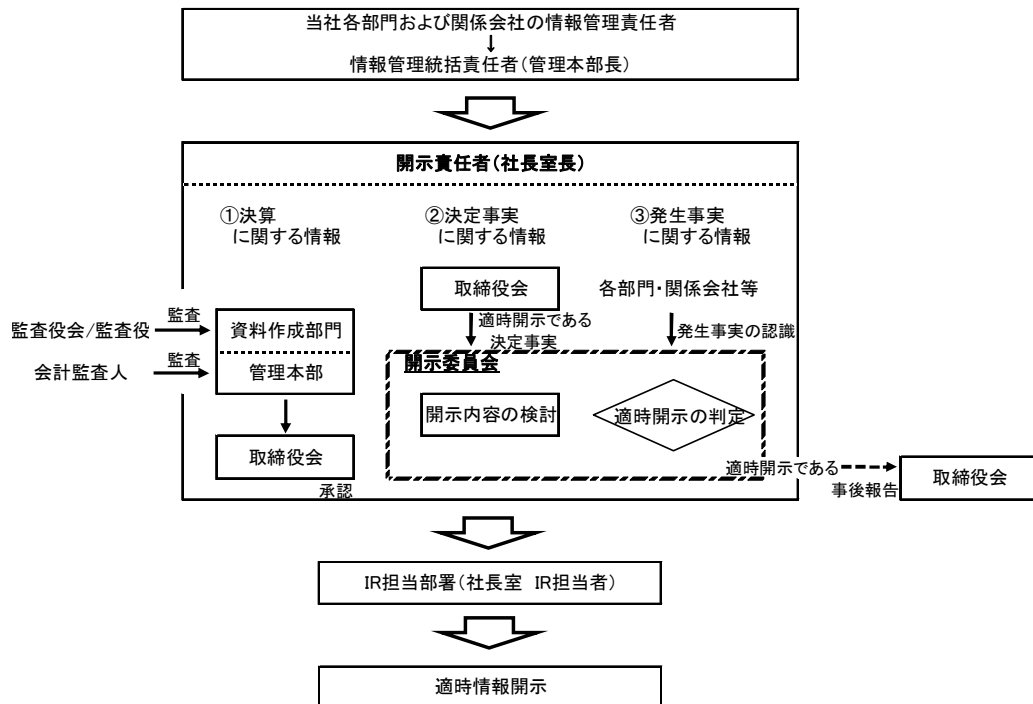 当社各部門および関係会社の情報管理責任者
↓
情報管理統括責任者(管理本部長)
開示責任者(社長室長)
①決算
に関する情報
②決定事実
に関する情報
③発生事実
に関する情報
監査役会/監査役
監査
会計監査人
監査
資料作成部門
管理本部
取締役会
承認
取締役会
適時開示である
決定事実
各部門・関係会社等
発生事実の認識
開示委員会
開示内容の検討
適時開示の判定
適時開示である
事後報告
取締役会
IR担当部署(社長室 IR担当者)
適時情報開示